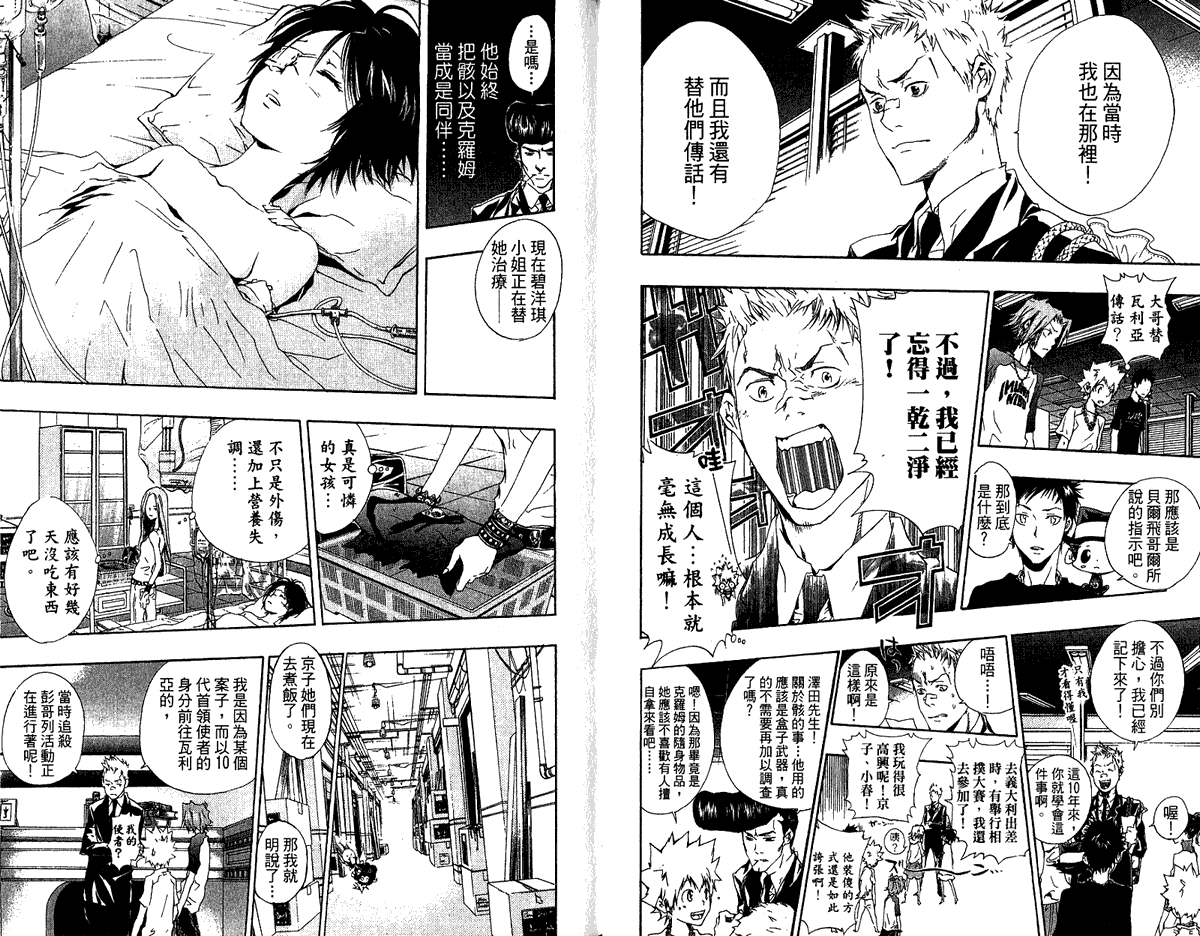 因為當時
我也在那裡！
而且我還有
替他們傳話！
大哥替
瓦利亞
傳話？
不過，我已經
忘得一乾二淨
了！
哇
這個人…根本就
毫無成長嘛！
那應該是
貝爾飛哥爾所
說的指示吧。
那到底
是什麼？
不過你們別
擔心，我已經
記下來了！
只有我
才看得懂喔
喔！
這10年來，
你就學會這
件事啊。
唔唔…！
は
原來是
這樣啊！
去義大利出差
時，有舉行相
撲大賽，我還
去參加了！！
我玩得很
高興呢！京
子、小春！
咦？
他裝傻的方
式還是如此
誇張啊！
澤田先生！
關於骸的事…他用的
應該是盒子武器，真
的不需要再加以調查
了嗎？
嗯！因為那畢竟是
克羅姆的隨身物品，
她應該不喜歡有人擅
自拿來看吧…
…是嗎…
他始終
把骸以及克羅姆
當成是同伴……
現在碧洋琪
小姐正在替
她治療——
真是可憐
的女孩…
不只是外傷，
還加上營養失
調……
應該有好幾
天沒吃東西
了吧。
京子她們現在
去煮飯了。
那我就
明說了…
我是因為某個
案子，而以10
代首領使者的
身分前往瓦利
亞的，
當時追殺
彭哥列活動正
在進行著呢！
我的
使者？